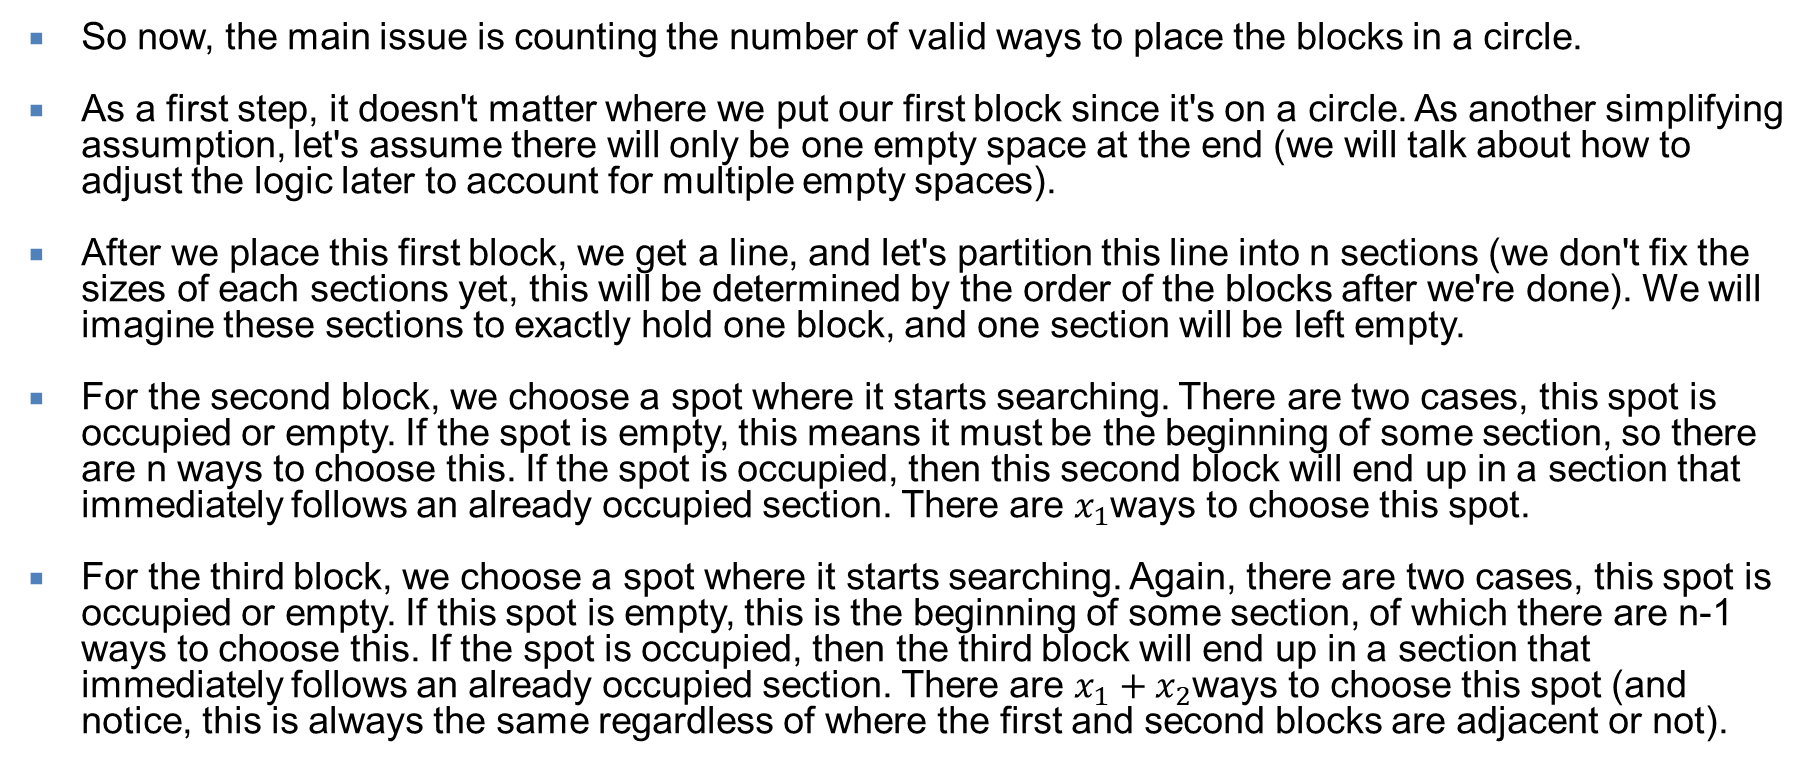 So now, the main issue is counting the number of valid ways to place the blocks in a circle.
As a first step, it doesn't matter where we put our first block since it's on a circle. As another simplifying
assumption, let's assume there will only be one empty space at the end (we will talk about how to
adjust the logic later to account for multiple empty spaces).
After we place this first block, we get a line, and let's partition this line into n sections (we don't fix the
sizes of each sections yet, this will be determined by the order of the blocks after we're done). We will
imagine these sections to exactly hold one block, and one section will be left empty.
For the second block, we choose a spot where it starts searching. There are two cases, this spot is
occupied or empty. If the spot is empty, this means it must be the beginning of some section, so there
are n ways to choose this. If the spot is occupied, then this second block will end up in a section that
immediately follows an already occupied section. There are x₁ways to choose this spot.
For the third block, we choose a spot where it starts searching. Again, there are two cases, this spot is
occupied or empty. If this spot is empty, this is the beginning of some section, of which there are n-1
ways to choose this. If the spot is occupied, then the third block will end up in a section that
immediately follows an already occupied section. There are x₁ + x₂ways to choose this spot (and
notice, this is always the same regardless of where the first and second blocks are adjacent or not).